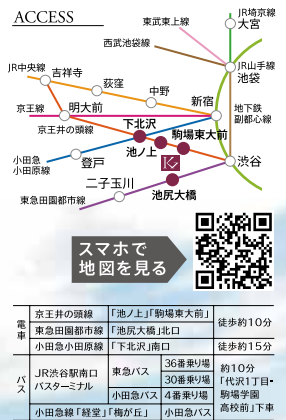 ACCESS
JR埼京線
大宮
東武東上線
西武池袋線
JR山手線
池袋
JR中央線
吉祥寺
荻窪
中野
新宿
地下鉄
副都心線
京王線
明大前
京王井の頭線
下北沢
駒場東大前
池ノ上
小田急
小田原線
登戸
渋谷
二子玉川
池尻大橋
東急田園都市線
スマホで
地図を見る
電車
京王井の頭線 「池ノ上」「駒場東大前」 徒歩約10分
東急田園都市線 「池尻大橋」北口
小田急小田原線 「下北沢」南口 徒歩約15分
バス
JR渋谷駅南口
バスターミナル
東急バス 36番乗り場
30番乗り場
小田急バス 4番乗り場
小田急線「経堂」「梅が丘」 小田急バス
約10分
「代沢1丁目・
駒場学園
高校前」下車